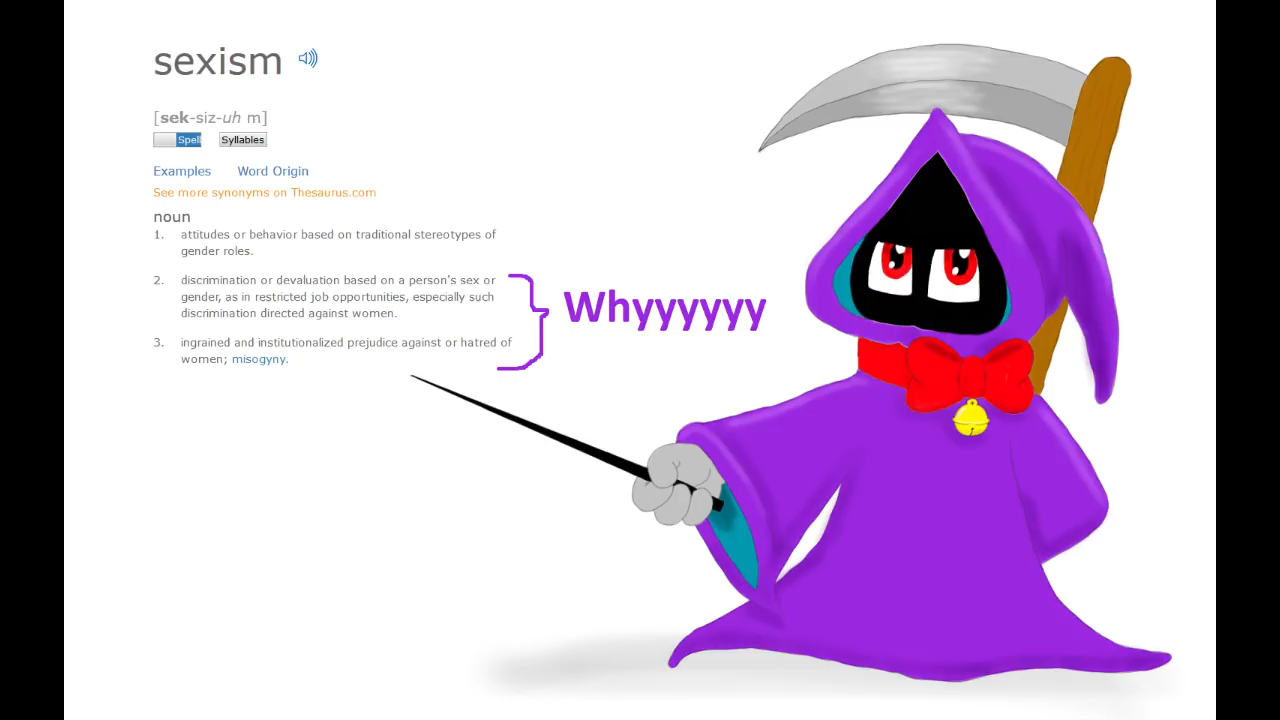 sexism
[sek-siz-uh m]
Spell Syllables
Examples Word Origin
See more synonyms on Thesaurus.com
noun
1. attitudes or behavior based on traditional stereotypes of
gender roles.
2. discrimination or devaluation based on a person's sex or
gender, as in restricted job opportunities, especially such
discrimination directed against women.
3. ingrained and institutionalized prejudice against or hatred of
women; misogyny.
Whyyyyyy